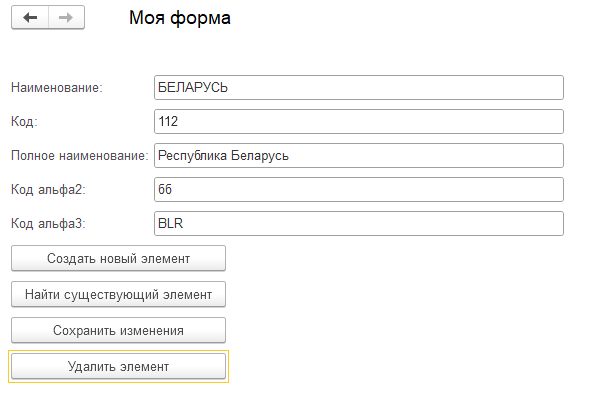 Моя форма
Наименование: БЕЛАРУСЬ
Код: 112
Полное наименование: Республика Беларусь
Код альфа2: бб
Код альфа3: BLR
Создать новый элемент
Найти существующий элемент
Сохранить изменения
Удалить элемент